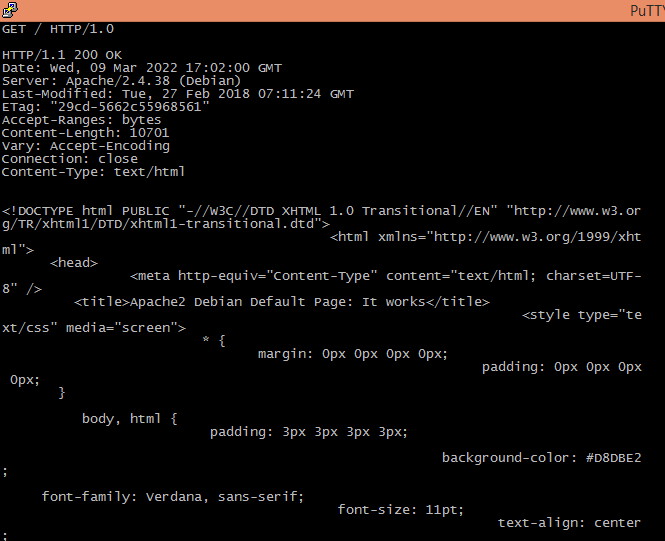 PuTTY
GET / HTTP/1.0
HTTP/1.1 200 OK
Date: Wed, 09 Mar 2022 17:02:00 GMT
Server: Apache/2.4.38 (Debian)
Last-Modified: Tue, 27 Feb 2018 07:11:24 GMT
ETag: "29cd-5662c55968561"
Accept-Ranges: bytes
Content-Length: 10701
Vary: Accept-Encoding
Connection: close
Content-Type: text/html
<!DOCTYPE html PUBLIC "-//W3C//DTD XHTML 1.0 Transitional//EN" "http://www.w3.or
g/TR/xhtml1/DTD/xhtml1-transitional.dtd">
<html xmlns="http://www.w3.org/1999/xht
ml">
<head>
<meta http-equiv="Content-Type" content="text/html; charset=UTF-
8" />
<title>Apache2 Debian Default Page: It works</title>
<style type="te
xt/css" media="screen">
* {
margin: 0px 0px 0px 0px;
padding: 0px 0px 0px
0px;
}
body, html {
padding: 3px 3px 3px 3px;
background-color: #D8DBE2
;
font-family: Verdana, sans-serif;
font-size: 11pt;
text-align: center
;